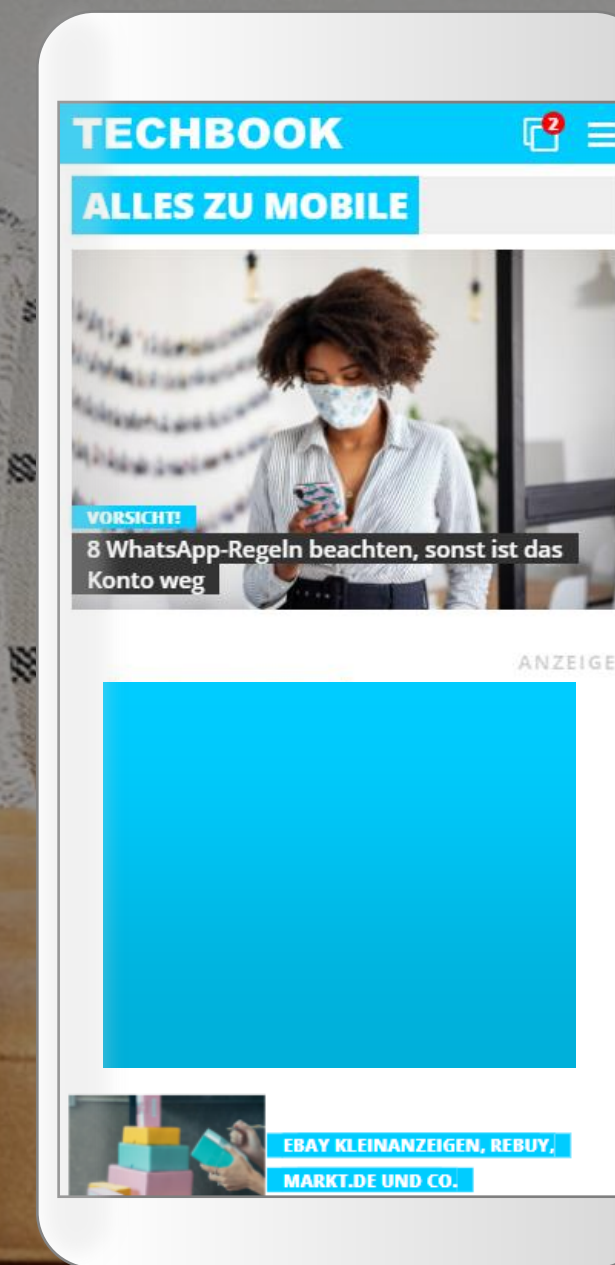 TECHBOOK
2
ALLES ZU MOBILE
VORSICHT!
8 WhatsApp-Regeln beachten, sonst ist das
Konto weg
ANZEIGE
EBAY KLEINANZEIGEN, REBUY,
MARKT.DE UND CO.